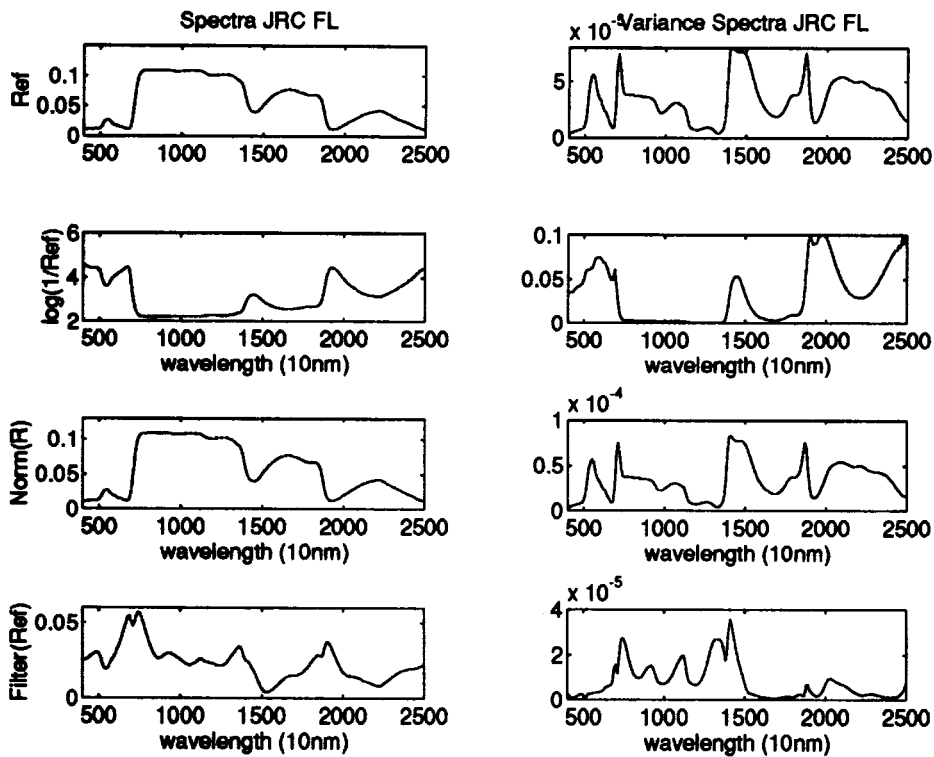 Spectra JRC FL
x 10⁻⁵
Variance Spectra JRC FL
Ref
0.1
0.05
0
500 1000 1500 2000 2500
5
0
500 1000 1500 2000 2500
log(1/Ref)
6
4
2
500 1000 1500 2000 2500
wavelength (10nm)
0.1
0.05
0
500 1000 1500 2000 2500
wavelength (10nm)
Norm(R)
0.1
0.05
0
500 1000 1500 2000 2500
wavelength (10nm)
x 10⁻⁴
1
0.5
0
500 1000 1500 2000 2500
wavelength (10nm)
Filter(Ref)
0.05
0
500 1000 1500 2000 2500
wavelength (10nm)
x 10⁻⁵
4
2
0
500 1000 1500 2000 2500
wavelength (10nm)